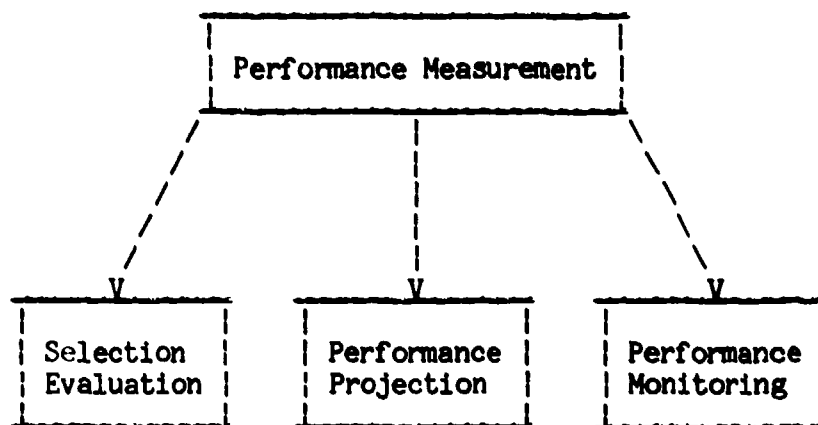 Performance Measurement
Selection
Evaluation
Performance
Projection
Performance
Monitoring